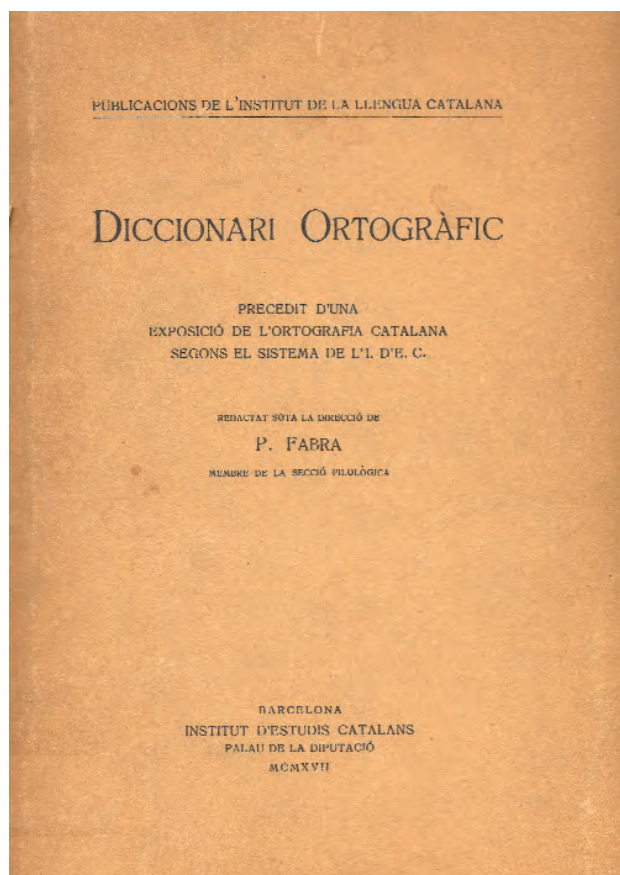 PUBLICACIONS DE L'INSTITUT DE LA LLENGUA CATALANA
DICCIONARI ORTOGRÀFIC
PRECEDIT D'UNA
EXPOSICIÓ DE L'ORTOGRAFIA CATALANA
SEGONS EL SISTEMA DE L'I. D'E. C.
REDACTAT SOTA LA DIRECCIÓ DE
P. FABRA
MEMBRE DE LA SECCIÓ FILOLÒGICA
BARCELONA
INSTITUT D'ESTUDIS CATALANS
PALAU DE LA DIPUTACIÓ
MCMXVII